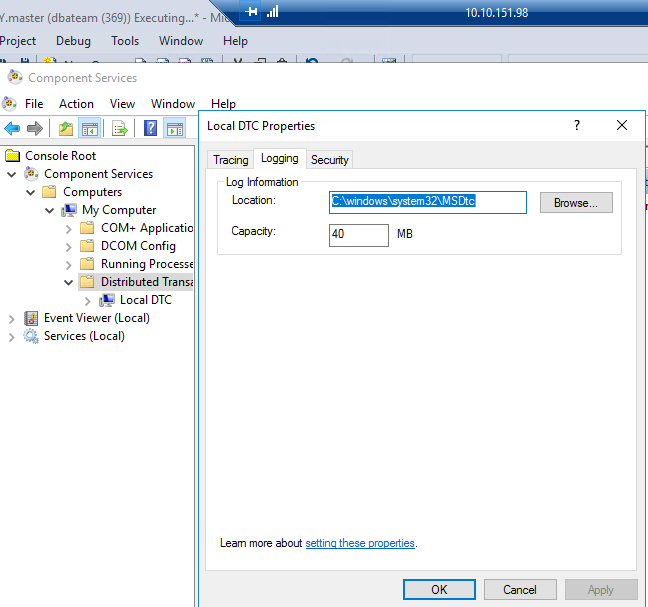 Y.master (dbateam (369)) Executing...* - Mic
10.10.151.98
Project Debug Tools Window Help
Component Services
File Action View Window Help
Console Root
Component Services
Computers
My Computer
COM+ Applicatio
DCOM Config
Running Processe
Distributed Transa
Local DTC
Event Viewer (Local)
Services (Local)
Local DTC Properties
?
Tracing Logging Security
Log Information
Location: C:\windows\system32\MSDtc Browse...
Capacity: 40 MB
Learn more about setting these properties.
OK Cancel Apply